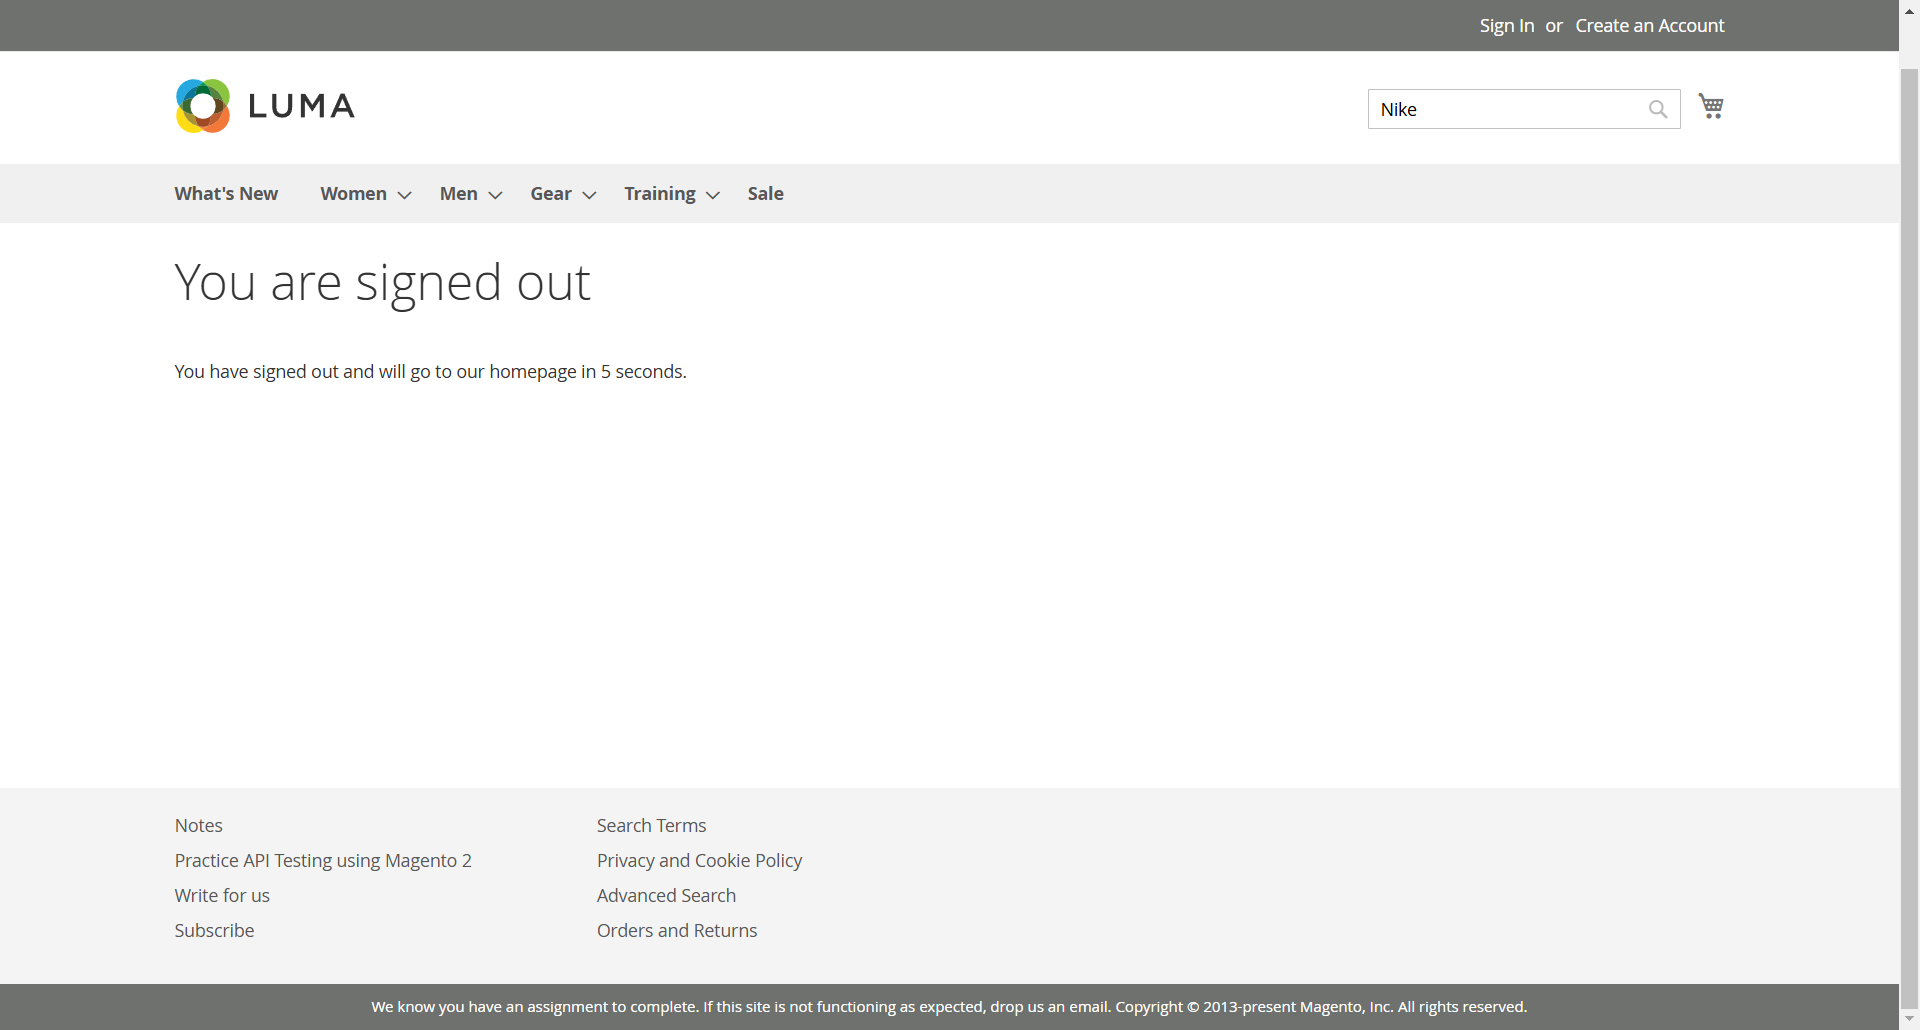 Sign In or Create an Account
LUMA
Nike
What's New Women Men Gear Training Sale
You are signed out
You have signed out and will go to our homepage in 5 seconds.
Notes
Practice API Testing using Magento 2
Write for us
Subscribe
Search Terms
Privacy and Cookie Policy
Advanced Search
Orders and Returns
We know you have an assignment to complete. If this site is not functioning as expected, drop us an email. Copyright © 2013-present Magento, Inc. All rights reserved.